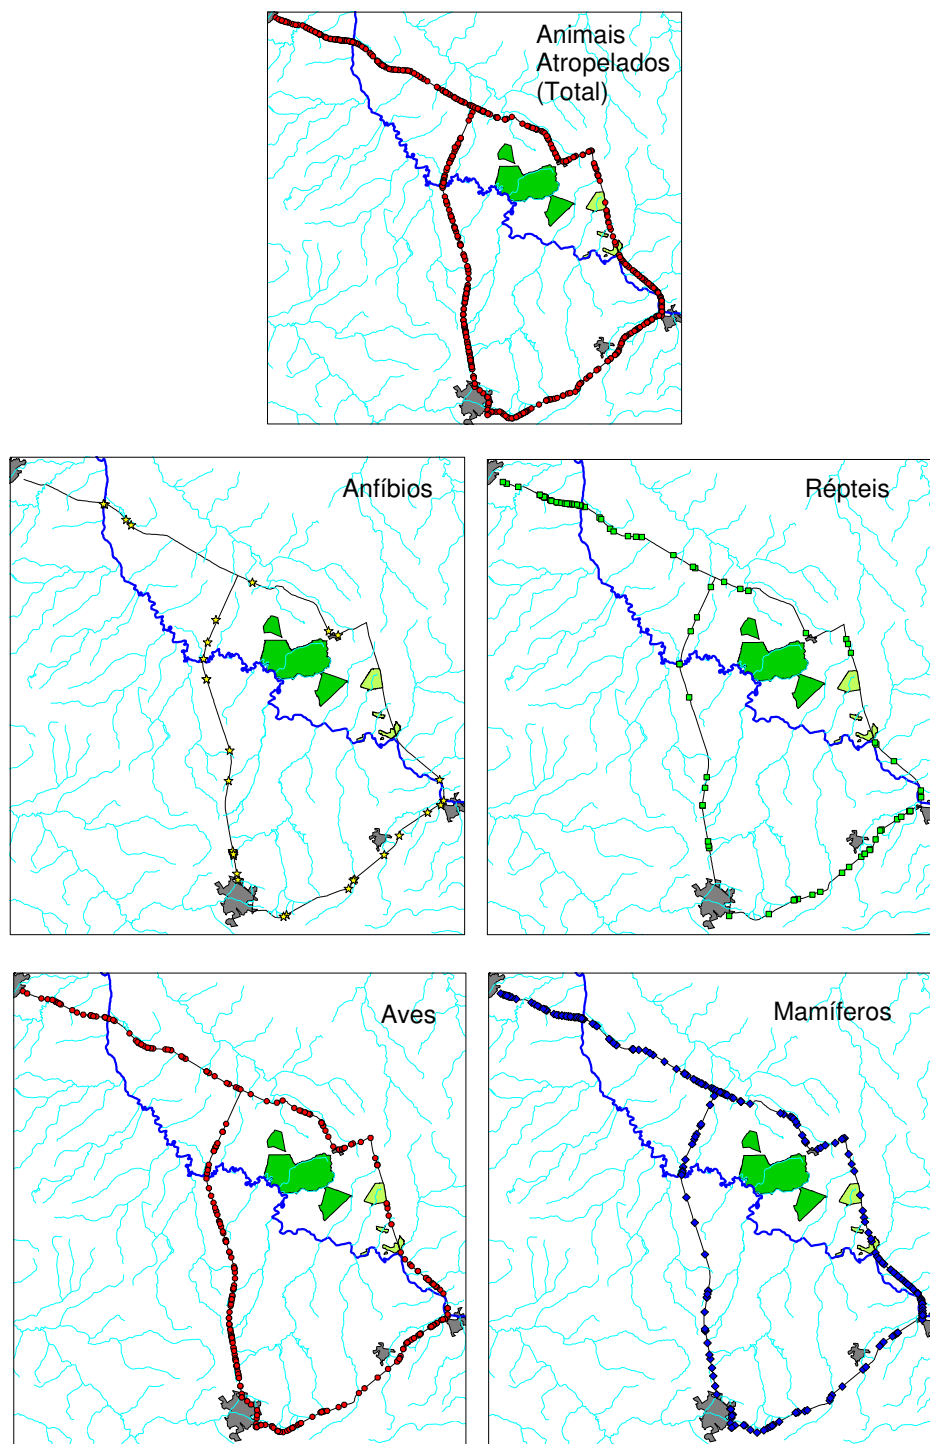 Animais
Atropelados
(Total)
Anfíbios
Répteis
Aves
Mamíferos